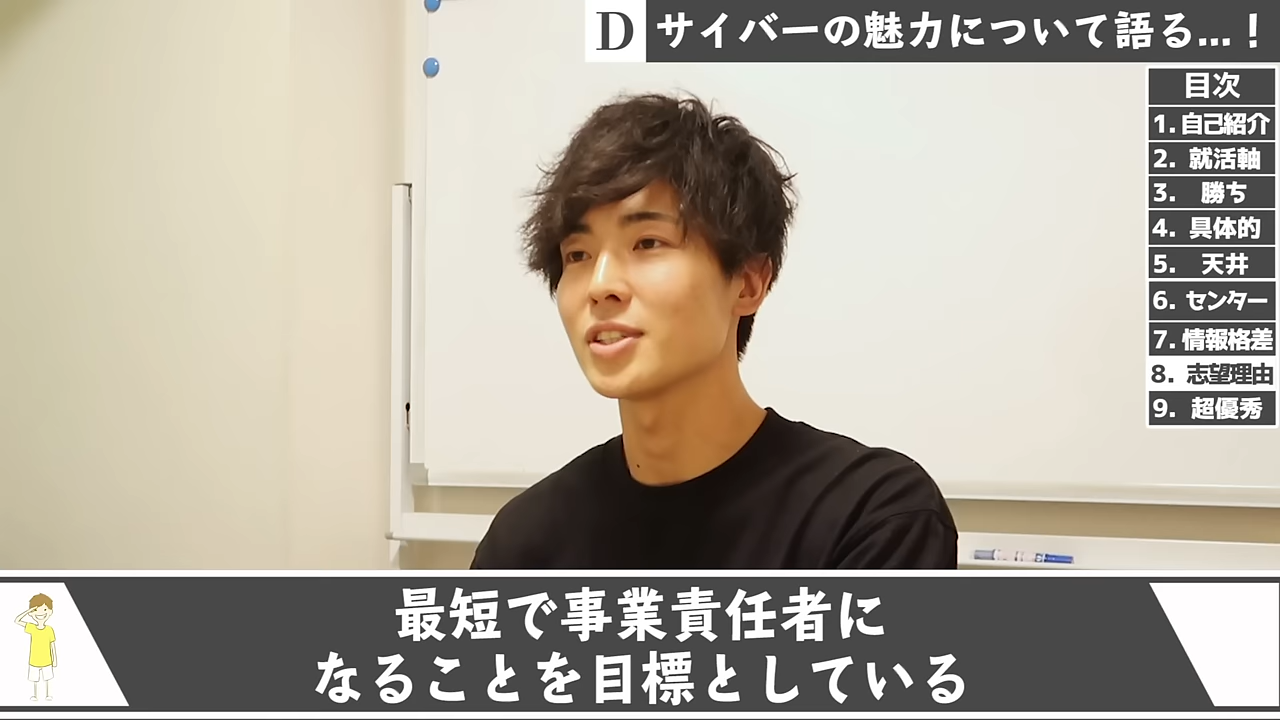 D サイバーの魅力について語る...！
目次
1. 自己紹介
2. 就活軸
3. 勝ち
4. 具体的
5. 天井
6. センター
7. 情報格差
8. 志望理由
9. 超優秀
最短で事業責任者に
なることを目標としている